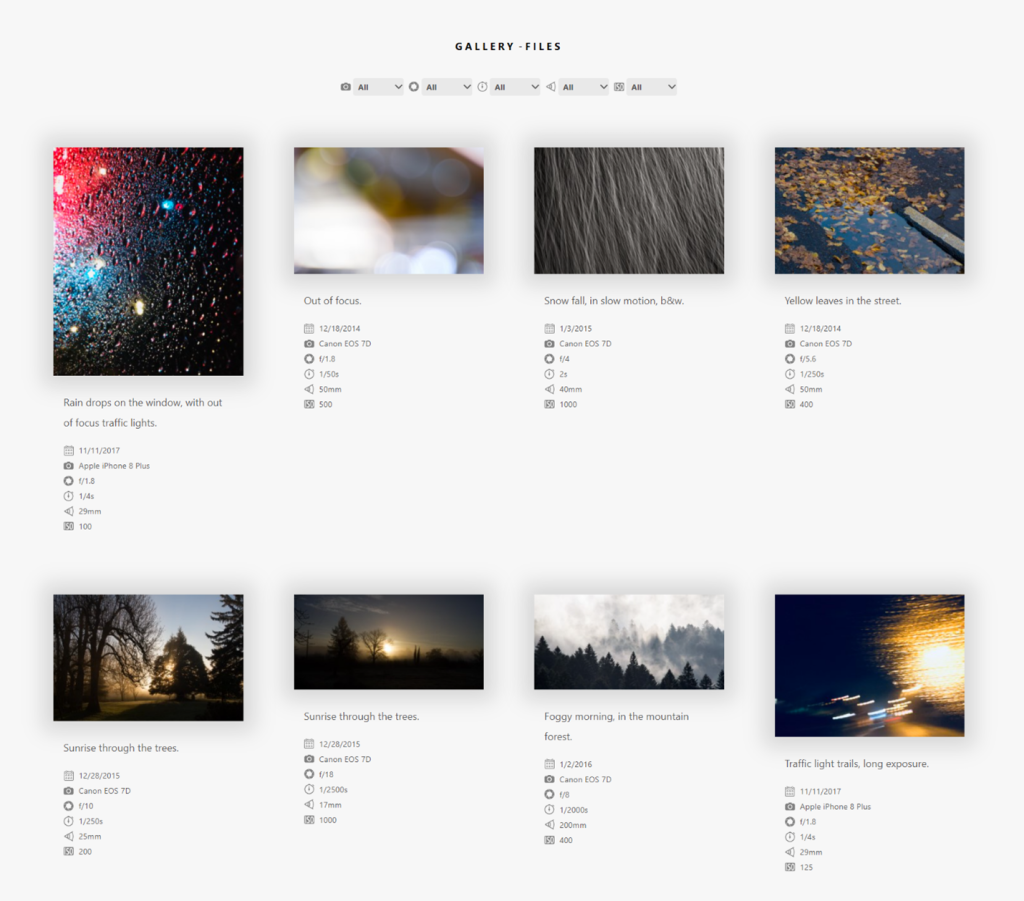 GALLERY - FILES
All All All All All
Rain drops on the window, with out
of focus traffic lights.
11/11/2017
Apple iPhone 8 Plus
f/1.8
1/4s
29mm
100
Out of focus.
12/18/2014
Canon EOS 7D
f/1.8
1/50s
50mm
500
Snow fall, in slow motion, b&w.
1/3/2015
Canon EOS 7D
f/4
2s
40mm
1000
Yellow leaves in the street.
12/18/2014
Canon EOS 7D
f/5.6
1/250s
50mm
400
Sunrise through the trees.
12/28/2015
Canon EOS 7D
f/10
1/250s
25mm
200
Sunrise through the trees.
12/28/2015
Canon EOS 7D
f/18
1/2500s
17mm
1000
Foggy morning, in the mountain
forest.
1/2/2016
Canon EOS 7D
f/8
1/2000s
200mm
400
Traffic light trails, long exposure.
11/11/2017
Apple iPhone 8 Plus
f/1.8
1/4s
29mm
125